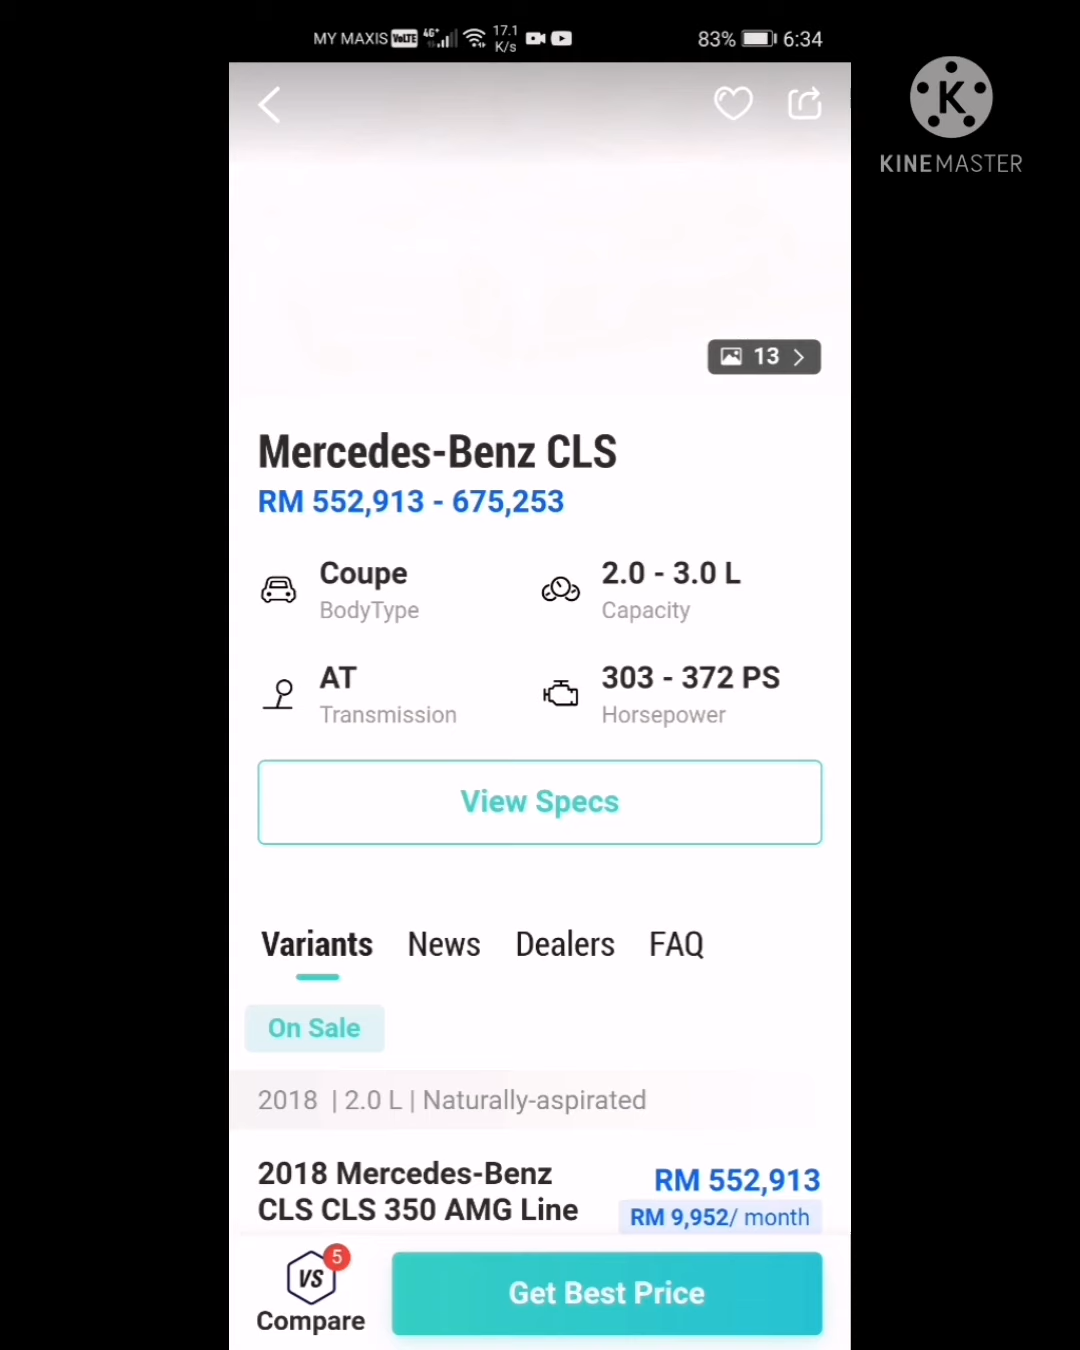 MY MAXIS VoLTE 4G+ 17.1 K/s 83% 6:34
K
KINEMASTER
13
Mercedes-Benz CLS
RM 552,913 - 675,253
Coupe 2.0 - 3.0 L
BodyType Capacity
AT 303 - 372 PS
Transmission Horsepower
View Specs
Variants News Dealers FAQ
On Sale
2018 | 2.0 L | Naturally-aspirated
2018 Mercedes-Benz RM 552,913
CLS CLS 350 AMG Line RM 9,952/ month
VS 5
Compare Get Best Price